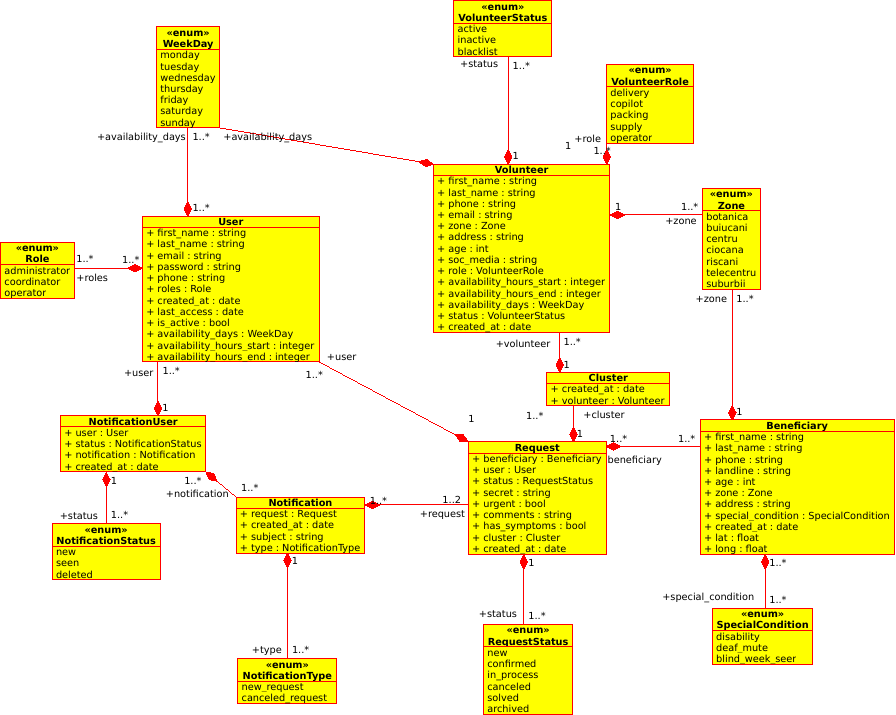 «enum»
VolunteerStatus
active
inactive
blacklist
+status
1..*
1
«enum»
WeekDay
monday
tuesday
wednesday
thursday
friday
saturday
sunday
+availability_days
1..*
+availability_days
1..*
«enum»
VolunteerRole
delivery
copilot
packing
supply
operator
+role
1
1..*
Volunteer
+ first_name : string
+ last_name : string
+ phone : string
+ email : string
+ zone : Zone
+ address : string
+ age : int
+ soc_media : string
+ role : VolunteerRole
+ availability_hours_start : integer
+ availability_hours_end : integer
+ availability_days : WeekDay
+ status : VolunteerStatus
+ created_at : date
1
1..*
+zone
«enum»
Zone
botanica
buiucani
centru
ciocana
riscani
telecentru
suburbii
+zone
1..*
1
User
+ first_name : string
+ last_name : string
+ email : string
+ password : string
+ phone : string
+ roles : Role
+ created_at : date
+ last_access : date
+ is_active : bool
+ availability_days : WeekDay
+ availability_hours_start : integer
+ availability_hours_end : integer
«enum»
Role
administrator
coordinator
operator
1..*
1..*
+roles
+user
1..*
1
+user
1..*
1
+volunteer
1..*
1
Cluster
+ created_at : date
+ volunteer : Volunteer
1..*
+cluster
1
NotificationUser
+ user : User
+ status : NotificationStatus
+ notification : Notification
+ created_at : date
1
+status
1..*
1..*
1..*
+notification
«enum»
NotificationStatus
new
seen
deleted
Notification
+ request : Request
+ created_at : date
+ subject : string
+ type : NotificationType
1..*
1..2
+request
1
+type
1..*
«enum»
NotificationType
new_request
canceled_request
Request
+ beneficiary : Beneficiary
+ user : User
+ status : RequestStatus
+ secret : string
+ urgent : bool
+ comments : string
+ has_symptoms : bool
+ cluster : Cluster
+ created_at : date
1..*
1..*
beneficiary
1
+status
1..*
«enum»
RequestStatus
new
confirmed
in_process
canceled
solved
archived
Beneficiary
+ first_name : string
+ last_name : string
+ phone : string
+ landline : string
+ age : int
+ zone : Zone
+ address : string
+ special_condition : SpecialCondition
+ created_at : date
+ lat : float
+ long : float
1..*
+special_condition
1..*
«enum»
SpecialCondition
disability
deaf_mute
blind_week_seer